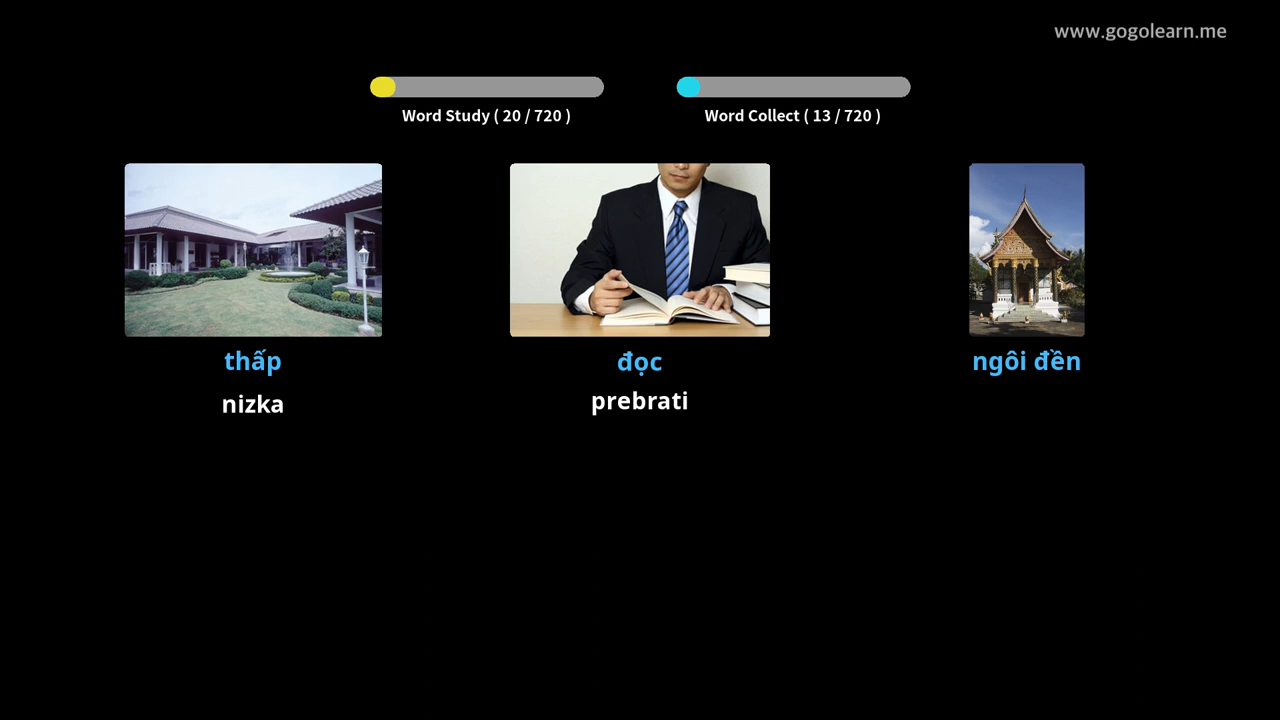 www.gogolearn.me
Word Study ( 20 / 720 )
Word Collect ( 13 / 720 )
thấp
nizka
đọc
prebrati
ngôi đền